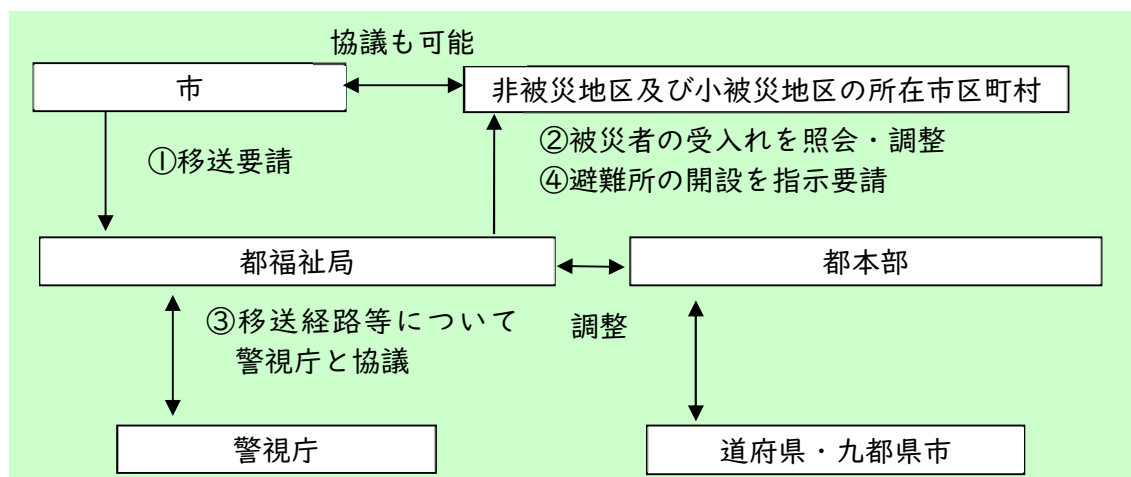 協議も可能
市
非被災地区及び小被災地区の所在市区町村
①移送要請
②被災者の受入れを照会・調整
④避難所の開設を指示要請
都福祉局
都本部
③移送経路等について
警視庁と協議
調整
警視庁
道府県・九都県市